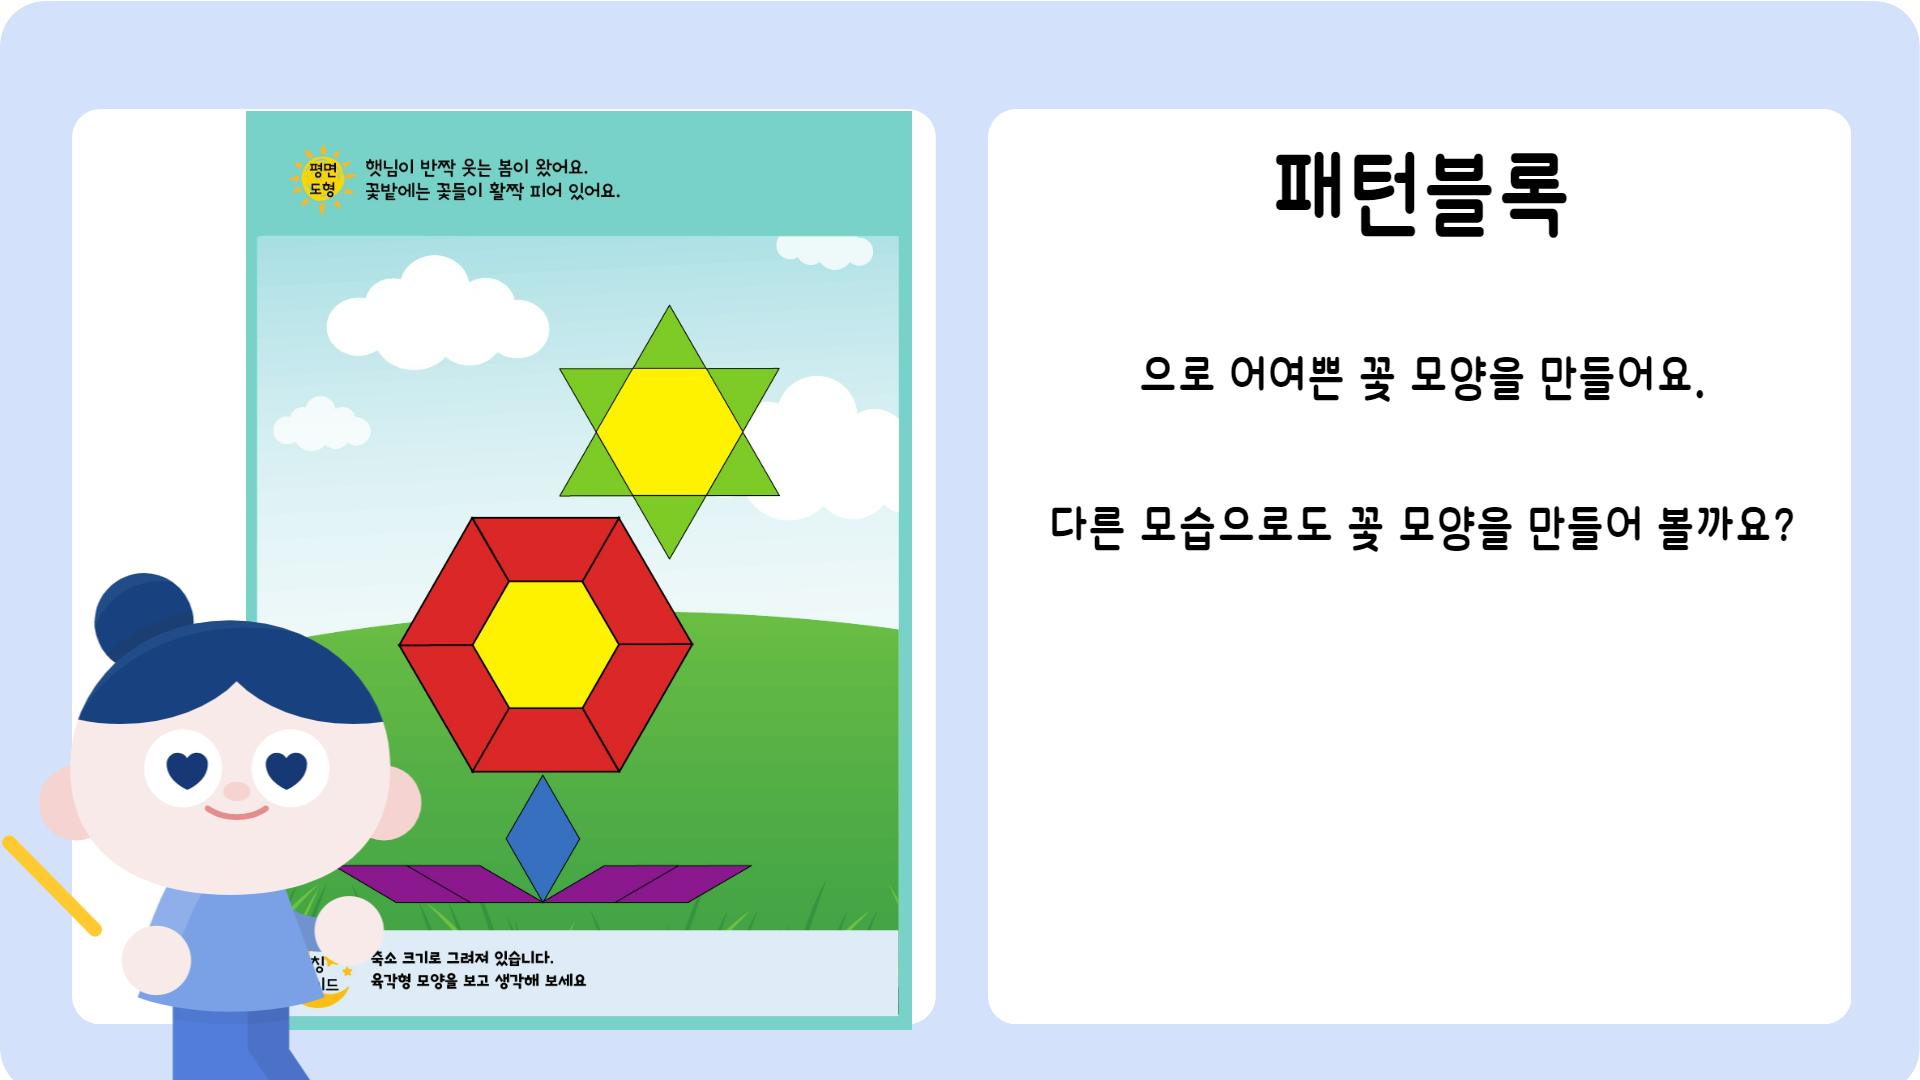 평면
도형
햇님이 반짝 웃는 봄이 왔어요.
꽃밭에는 꽃들이 활짝 피어 있어요.
축소 크기로 그려져 있습니다.
육각형 모양을 보고 생각해 보세요
패턴블록
으로 어여쁜 꽃 모양을 만들어요.
다른 모습으로도 꽃 모양을 만들어 볼까요?